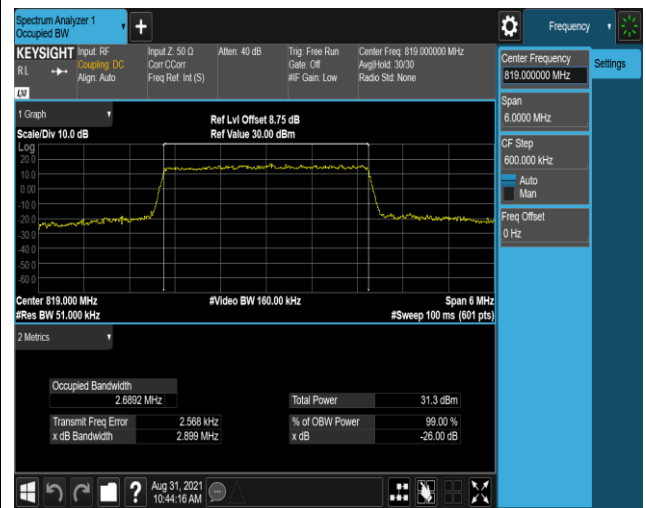 Spectrum Analyzer 1
Occupied BW
Frequency
KEYSIGHT
RL
LXI
Input: RF
Coupling: DC
Align: Auto
Input Z: 50 Ω
Corr CCorr
Freq Ref: Int (S)
Atten: 40 dB
Trig: Free Run
Gate: Off
#IF Gain: Low
Center Freq: 819.000000 MHz
Avg|Hold: 30/30
Radio Std: None
Center Frequency
819.000000 MHz
Settings
Span
6.0000 MHz
CF Step
600.000 kHz
Auto
Man
Freq Offset
0 Hz
1 Graph
Scale/Div 10.0 dB
Ref Lvl Offset 8.75 dB
Ref Value 30.00 dBm
Log
20.0
10.0
0.00
-10.0
-20.0
-30.0
-40.0
-50.0
-60.0
Center 819.000 MHz
#Video BW 160.00 kHz
Span 6 MHz
#Res BW 51.000 kHz
#Sweep 100 ms (601 pts)
2 Metrics
Occupied Bandwidth
2.6892 MHz
Total Power 31.3 dBm
Transmit Freq Error 2.568 kHz
% of OBW Power 99.00 %
x dB Bandwidth 2.899 MHz
x dB -26.00 dB
?
Aug 31, 2021
10:44:16 AM